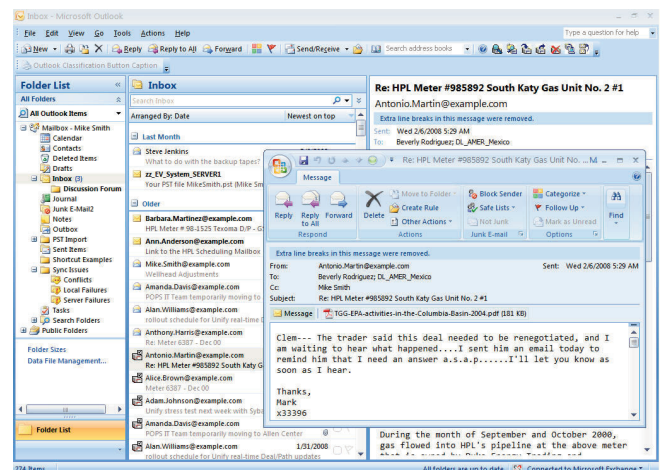 Inbox - Microsoft Outlook
File Edit View Go Tools Actions Help
Type a question for help
New Reply Reply to All Forward Send/Receive Search address books
Outlook Classification Button Caption
Folder List
All Folders
All Outlook Items
Mailbox - Mike Smith
Calendar
Contacts
Deleted Items
Drafts
Inbox (3)
Discussion Forum
Journal
Junk E-Mail2
Notes
Outbox
PST Import
Sent Items
Shortcut Examples
Sync Issues
Conflicts
Local Failures
Server Failures
Tasks
Search Folders
Public Folders
Folder Sizes
Data File Management...
Folder List
274 Items
Inbox
Search Inbox
Arranged By: Date Newest on top
Last Month
Steve Jenkins
What to do with the backup tapes?
zz_EV_System_SERVER1
Your PST file MikeSmith.pst (Mike Sm
Older
Barbara.Martinez@example.com
HPL Meter # 98-1525 Texoma D/P - G
Ann.Anderson@example.com
Link to the HPL Scheduling Mailbox
Mike.Smith@example.com
Wellhead Adjustments
Amanda.Davis@example.com
POPS IT Team temporarily moving to
Alan.Williams@example.com
rollout schedule for Unify real-time D
Anthony.Harris@example.com
Re: Meter 6387 - Dec 00
Antonio.Martin@example.com
Re: HPL Meter #985892 South Katy G
Alice.Brown@example.com
Meter 6387 - Dec 00
Adam.Johnson@example.com
Unify stress test next week with Syba
Amanda.Davis@example.com
POPS IT Team temporarily moving to Allen Center
Alan.Williams@example.com 1/31/2008
rollout schedule for Unify real-time Deal/Path updates
Re: HPL Meter #985892 South Katy Gas Unit No. 2 #1
Antonio.Martin@example.com
Extra line breaks in this message were removed.
Sent: Wed 2/6/2008 5:29 AM
To: Beverly Rodriguez; DL_AMER_Mexico
Re: HPL Meter #985892 South Katy Gas Unit No. ... M
Message
Reply Reply to All Forward
Respond
Delete
Move to Folder
Create Rule
Other Actions
Actions
Block Sender
Safe Lists
Not Junk
Junk E-mail
Categorize
Follow Up
Mark as Unread
Options
Find
Extra line breaks in this message were removed.
From: Antonio.Martin@example.com Sent: Wed 2/6/2008 5:29 AM
To: Beverly Rodriguez; DL_AMER_Mexico
Cc: Mike Smith
Subject: Re: HPL Meter #985892 South Katy Gas Unit No. 2 #1
Message TGG-EPA-activities-in-the-Columbia-Basin-2004.pdf (181 KB)
Clem--- The trader said this deal needed to be renegotiated, and I
am waiting to hear what happened....I sent him an email today to
remind him that I need an answer a.s.a.p......I'll let you know as
soon as I hear.
Thanks,
Mark
x33396
During the month of September and October 2000,
gas flowed into HPL's pipeline at the above meter
All folders are up to date. Connected to Microsoft Exchange